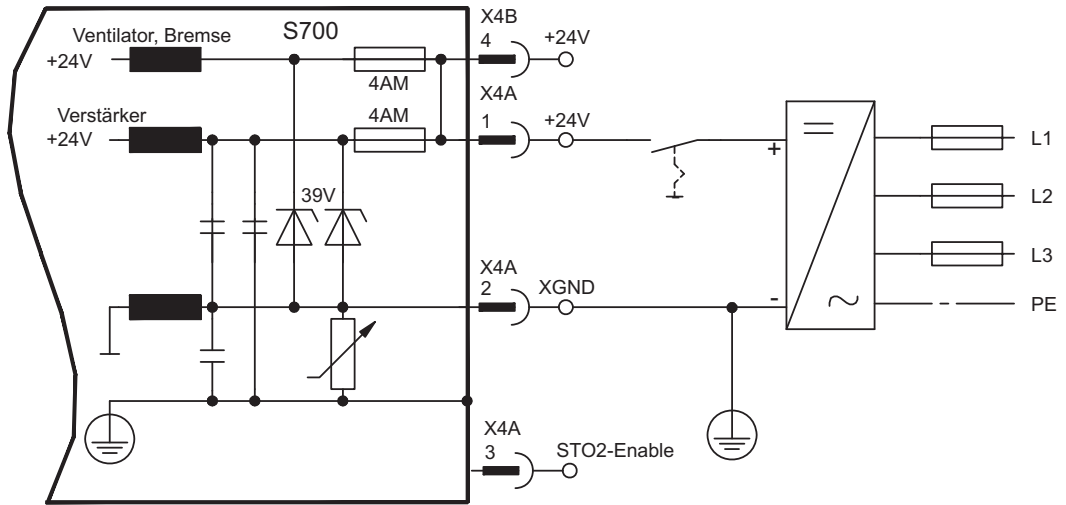 Ventilator, Bremse
S700
X4B
4
+24V
+24V
4AM
X4A
Verstärker
4AM
1
+24V
+24V
+
L1
39V
L2
L3
X4A
2
XGND
-
PE
X4A
3
STO2-Enable